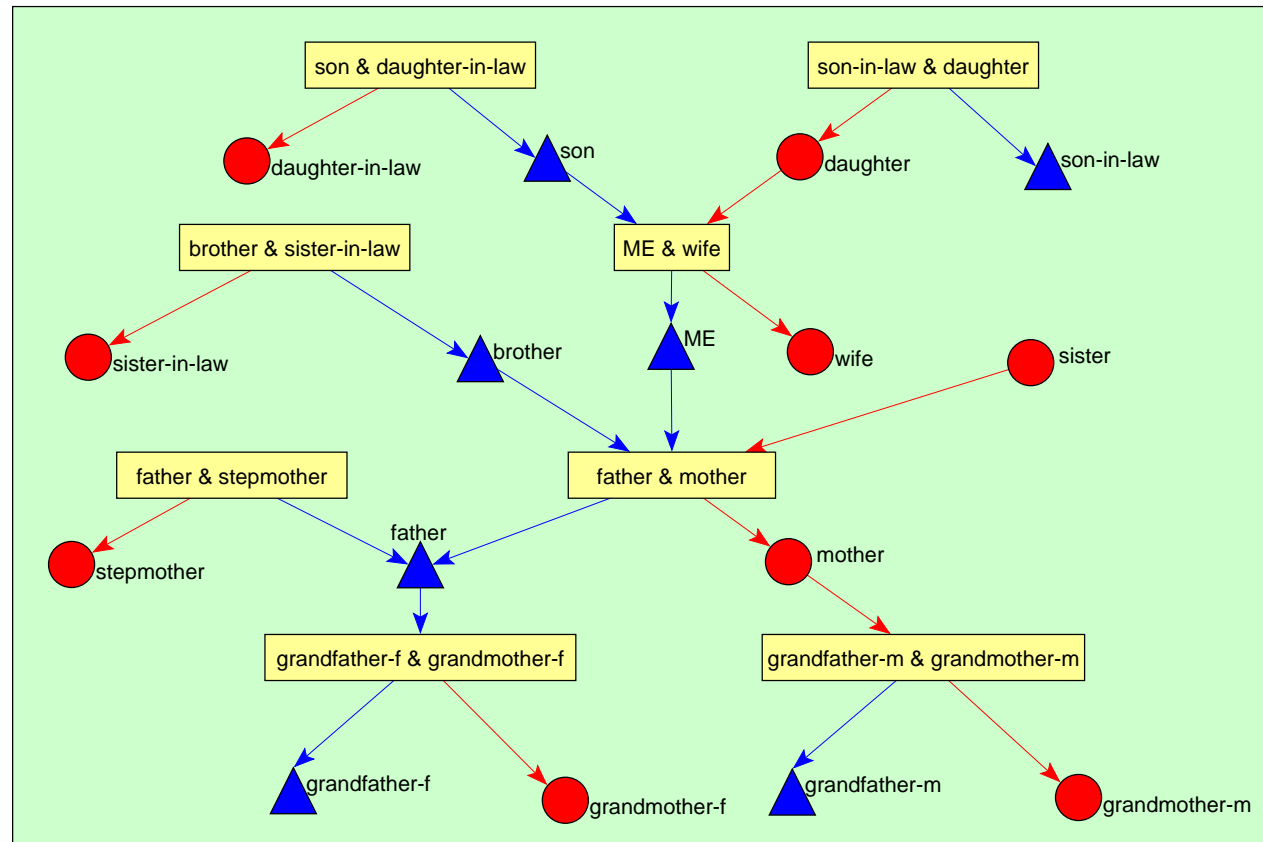 son & daughter-in-law
son-in-law & daughter
daughter-in-law
son
daughter
son-in-law
brother & sister-in-law
ME & wife
sister-in-law
brother
ME
wife
sister
father & stepmother
father & mother
stepmother
father
mother
grandfather-f & grandmother-f
grandfather-m & grandmother-m
grandfather-f
grandmother-f
grandfather-m
grandmother-m